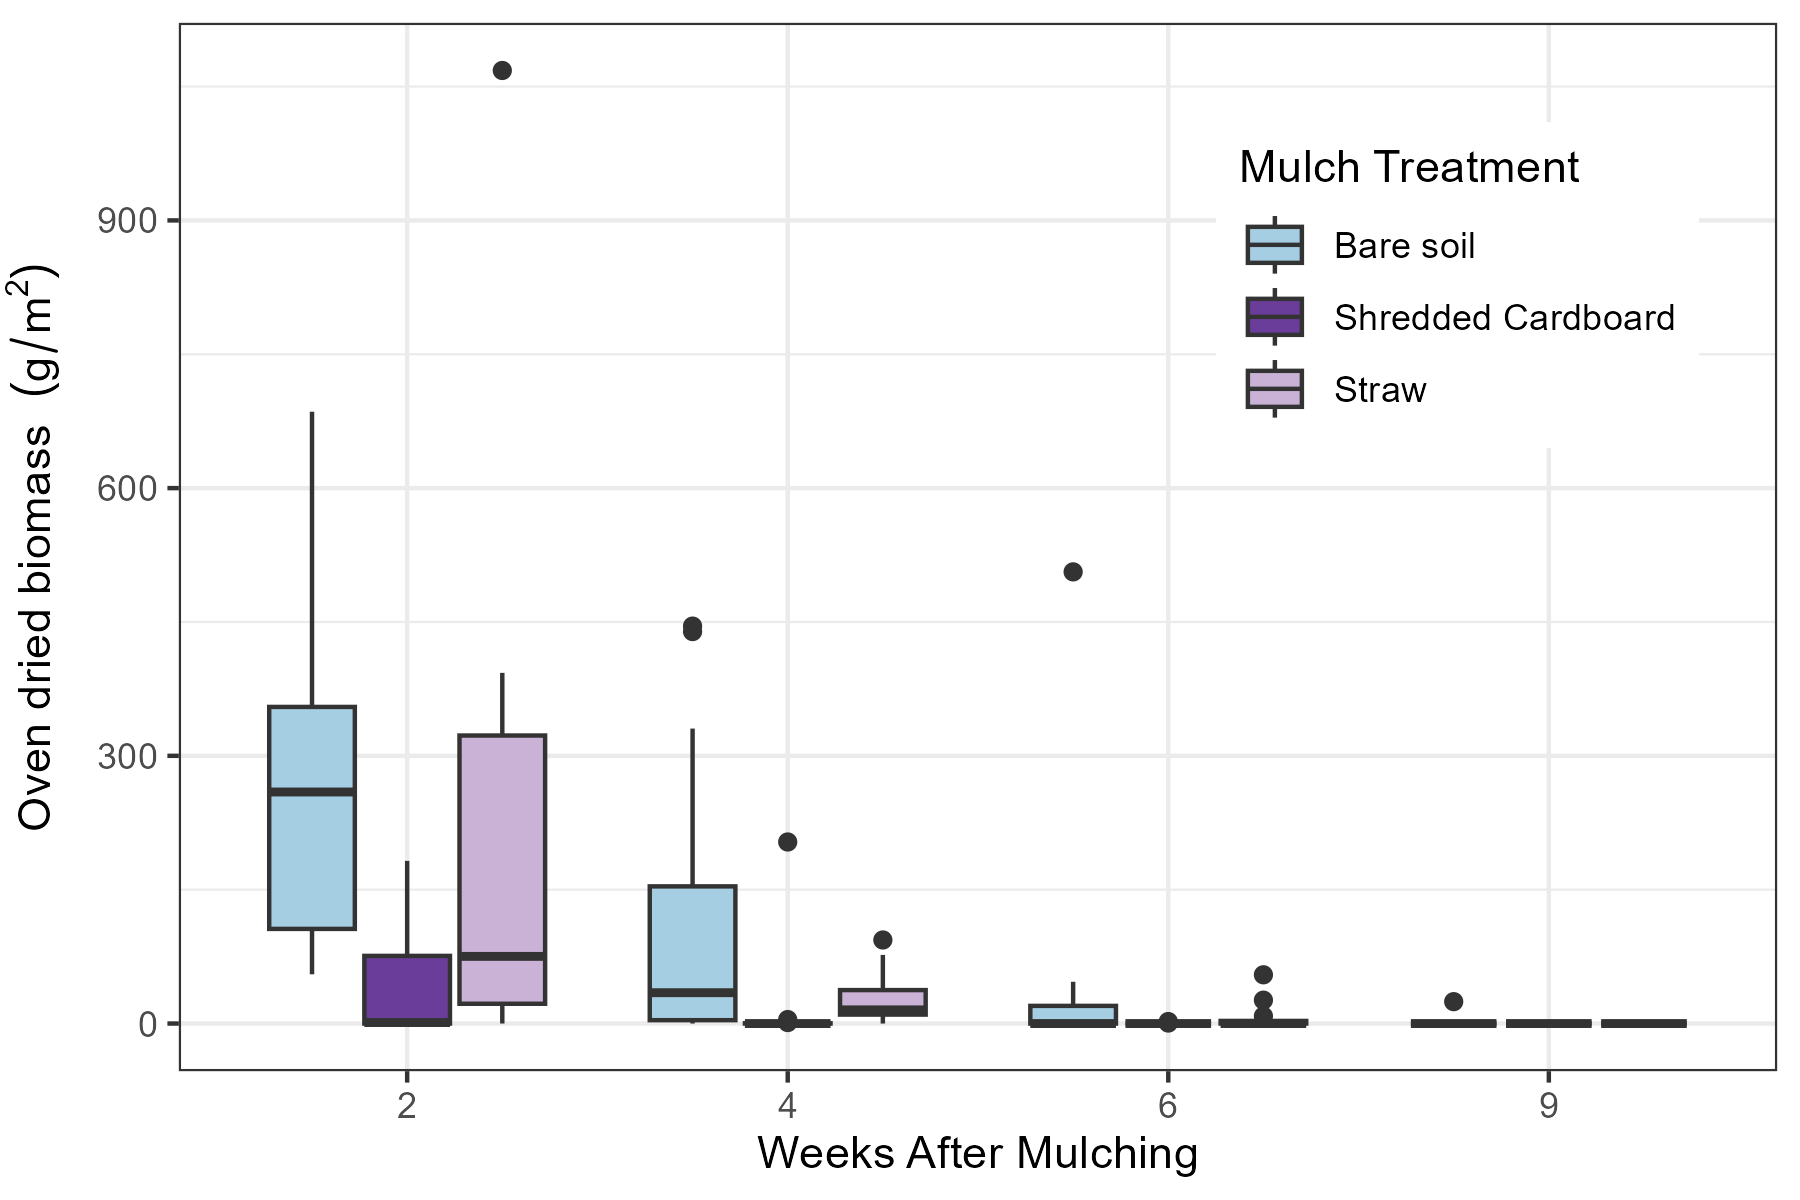 Oven dried biomass (g/m²)
900
600
300
0
2 4 6 9
Weeks After Mulching
Mulch Treatment
Bare soil
Shredded Cardboard
Straw